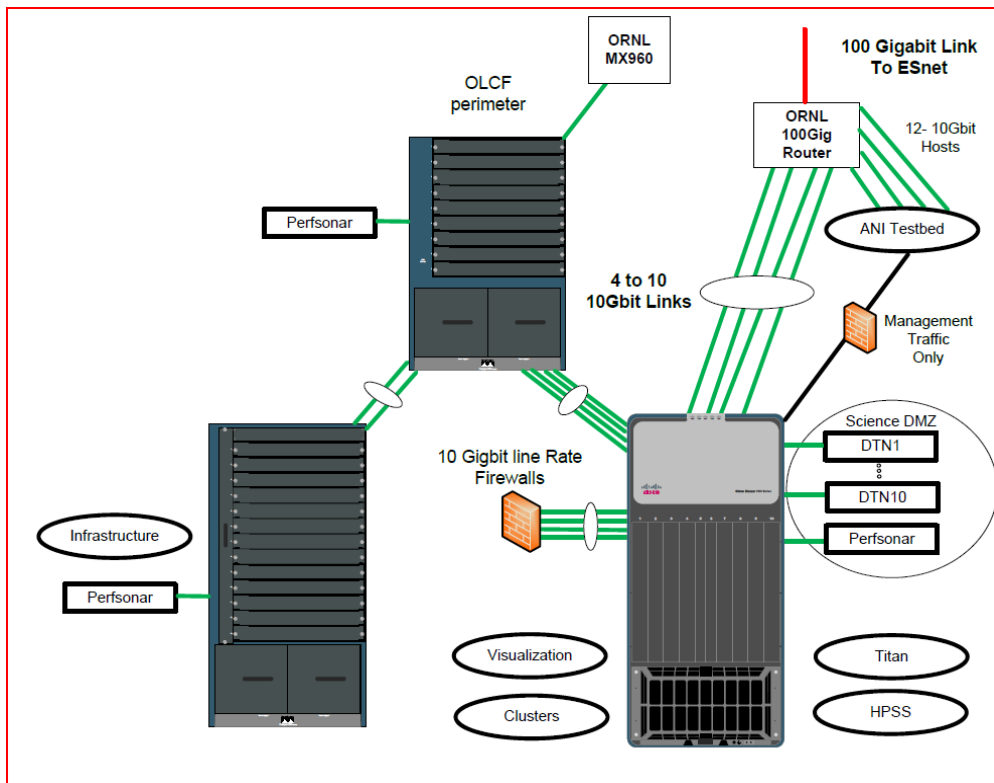 ORNL
MX960
100 Gigabit Link
To ESnet
OLCF
perimeter
ORNL
100Gig
Router
12- 10Gbit
Hosts
Perfsonar
ANI Testbed
4 to 10
10Gbit Links
Management
Traffic
Only
Science DMZ
DTN1
10 Gigbit line Rate
Firewalls
DTN10
Infrastructure
Perfsonar
Perfsonar
Visualization
Titan
Clusters
HPSS